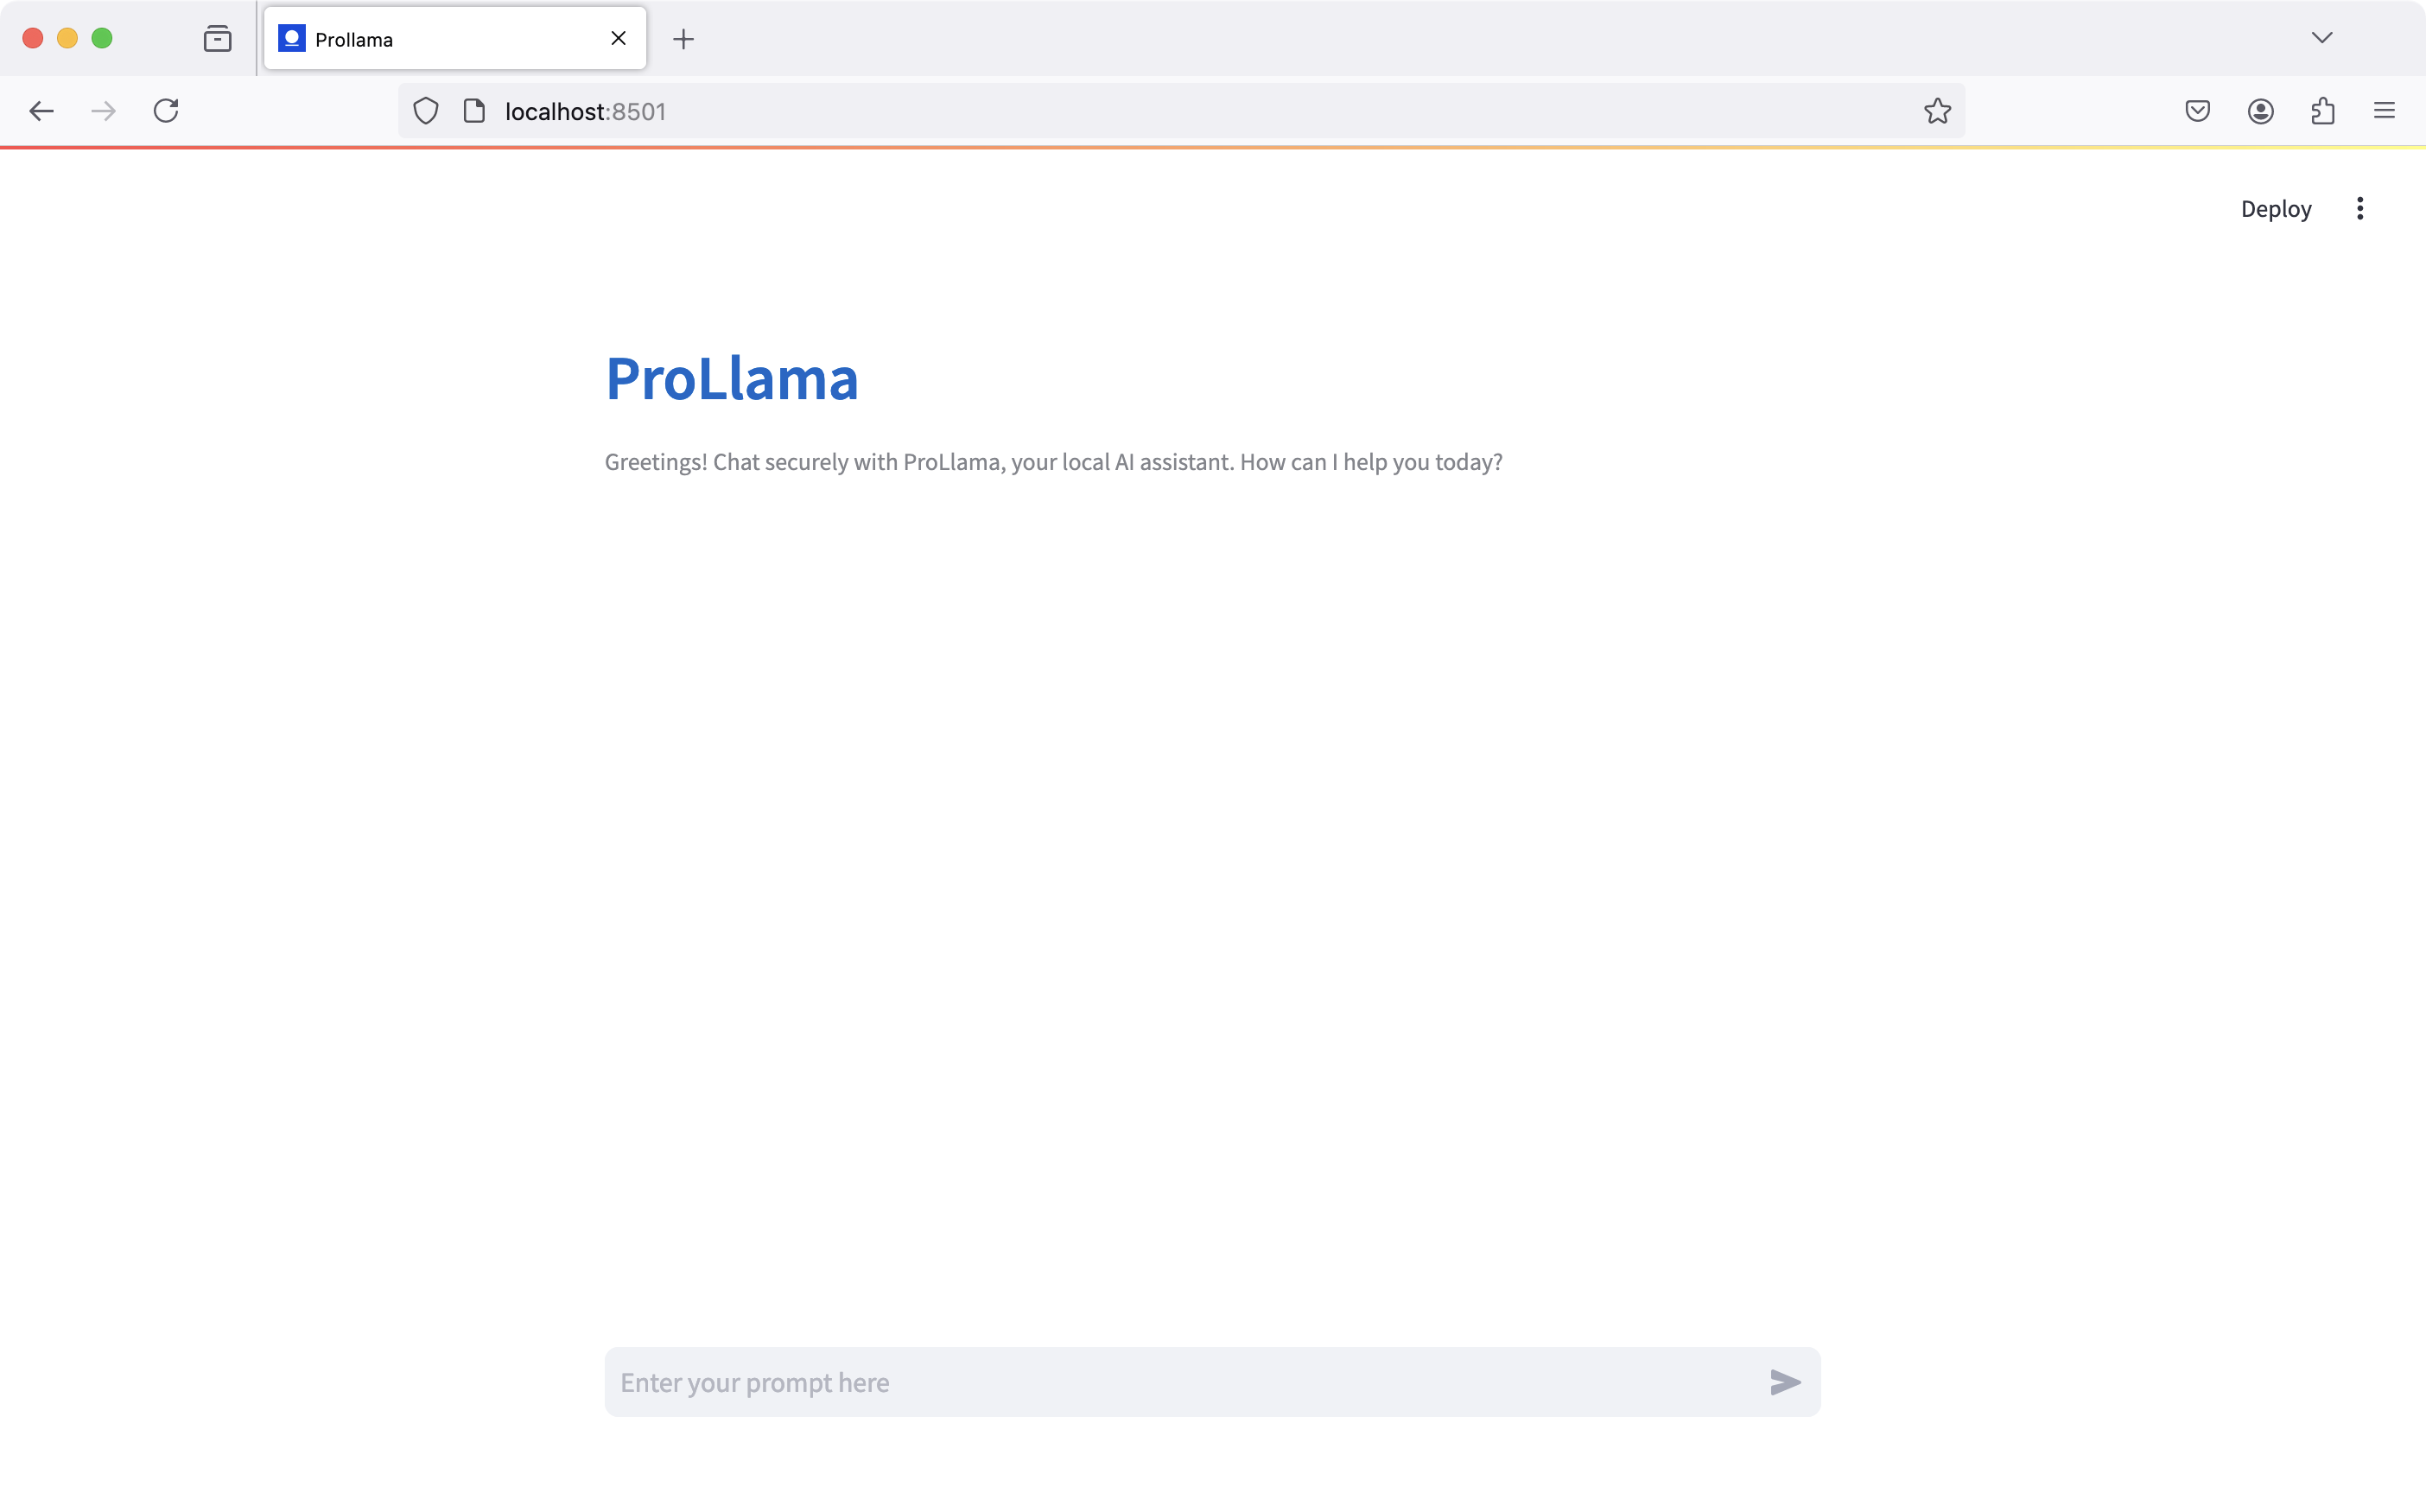 Prollama
localhost:8501
Deploy
ProLlama
Greetings! Chat securely with ProLlama, your local AI assistant. How can I help you today?
Enter your prompt here